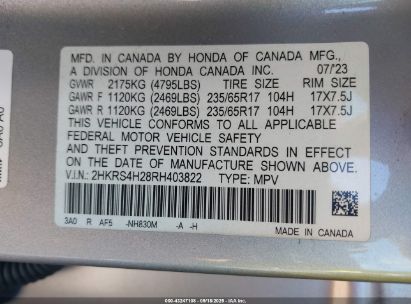 MFD. IN CANADA BY HONDA OF CANADA MFG.,
A DIVISION OF HONDA CANADA INC. 07/'23
GVWR 2175KG (4795LBS) TIRE SIZE RIM SIZE
GAWR F 1120KG (2469LBS) 235/65R17 104H 17X7.5J
GAWR R 1120KG (2469LBS) 235/65R17 104H 17X7.5J
THIS VEHICLE CONFORMS TO ALL APPLICABLE
FEDERAL MOTOR VEHICLE SAFETY AND
THEFT PREVENTION STANDARDS IN EFFECT ON THE
DATE OF MANUFACTURE SHOWN ABOVE.
V.I.N.: 2HKRS4H28RH403822 TYPE: MPV
3A0 R AF5 -NH830M -A -H
MADE IN CANADA